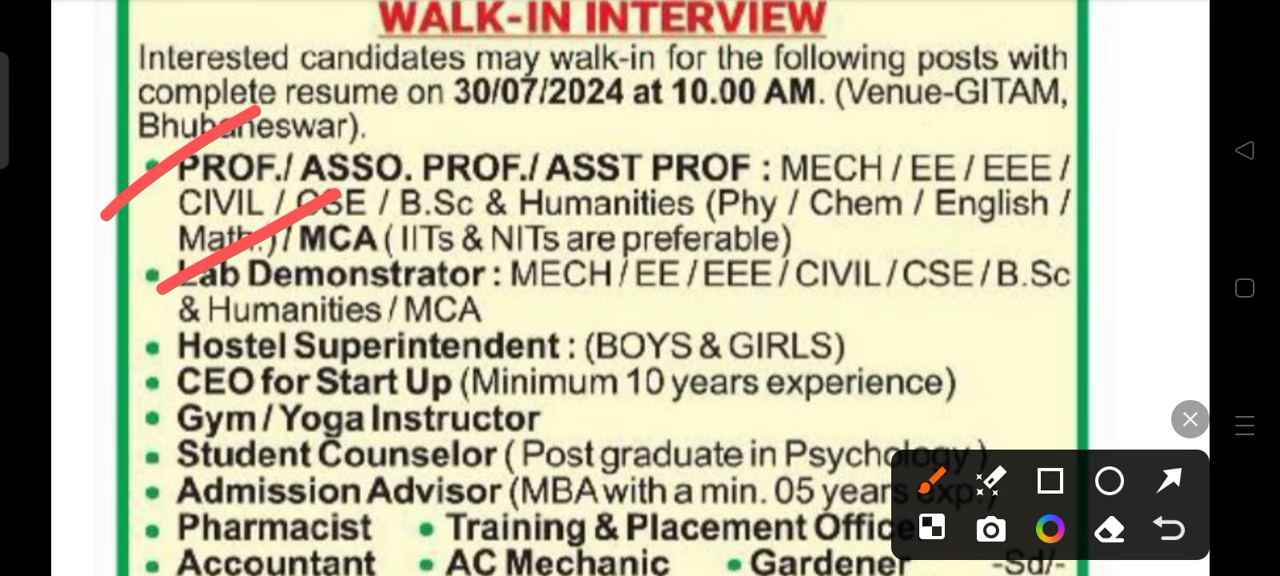 WALK-IN INTERVIEW
Interested candidates may walk-in for the following posts with
complete resume on 30/07/2024 at 10.00 AM. (Venue-GITAM,
Bhubaneswar).
• PROF./ ASSO. PROF./ ASST PROF : MECH / EE / EEE /
CIVIL / CSE / B.Sc & Humanities (Phy / Chem / English /
Math.) / MCA ( IITs & NITs are preferable)
• Lab Demonstrator : MECH / EE / EEE / CIVIL / CSE / B.Sc
& Humanities / MCA
• Hostel Superintendent : (BOYS & GIRLS)
• CEO for Start Up (Minimum 10 years experience)
• Gym / Yoga Instructor
• Student Counselor ( Post graduate in Psychology )
• Admission Advisor (MBA with a min. 05 years exp.)
• Pharmacist • Training & Placement Office
• Accountant • AC Mechanic • Gardener -Sd/-